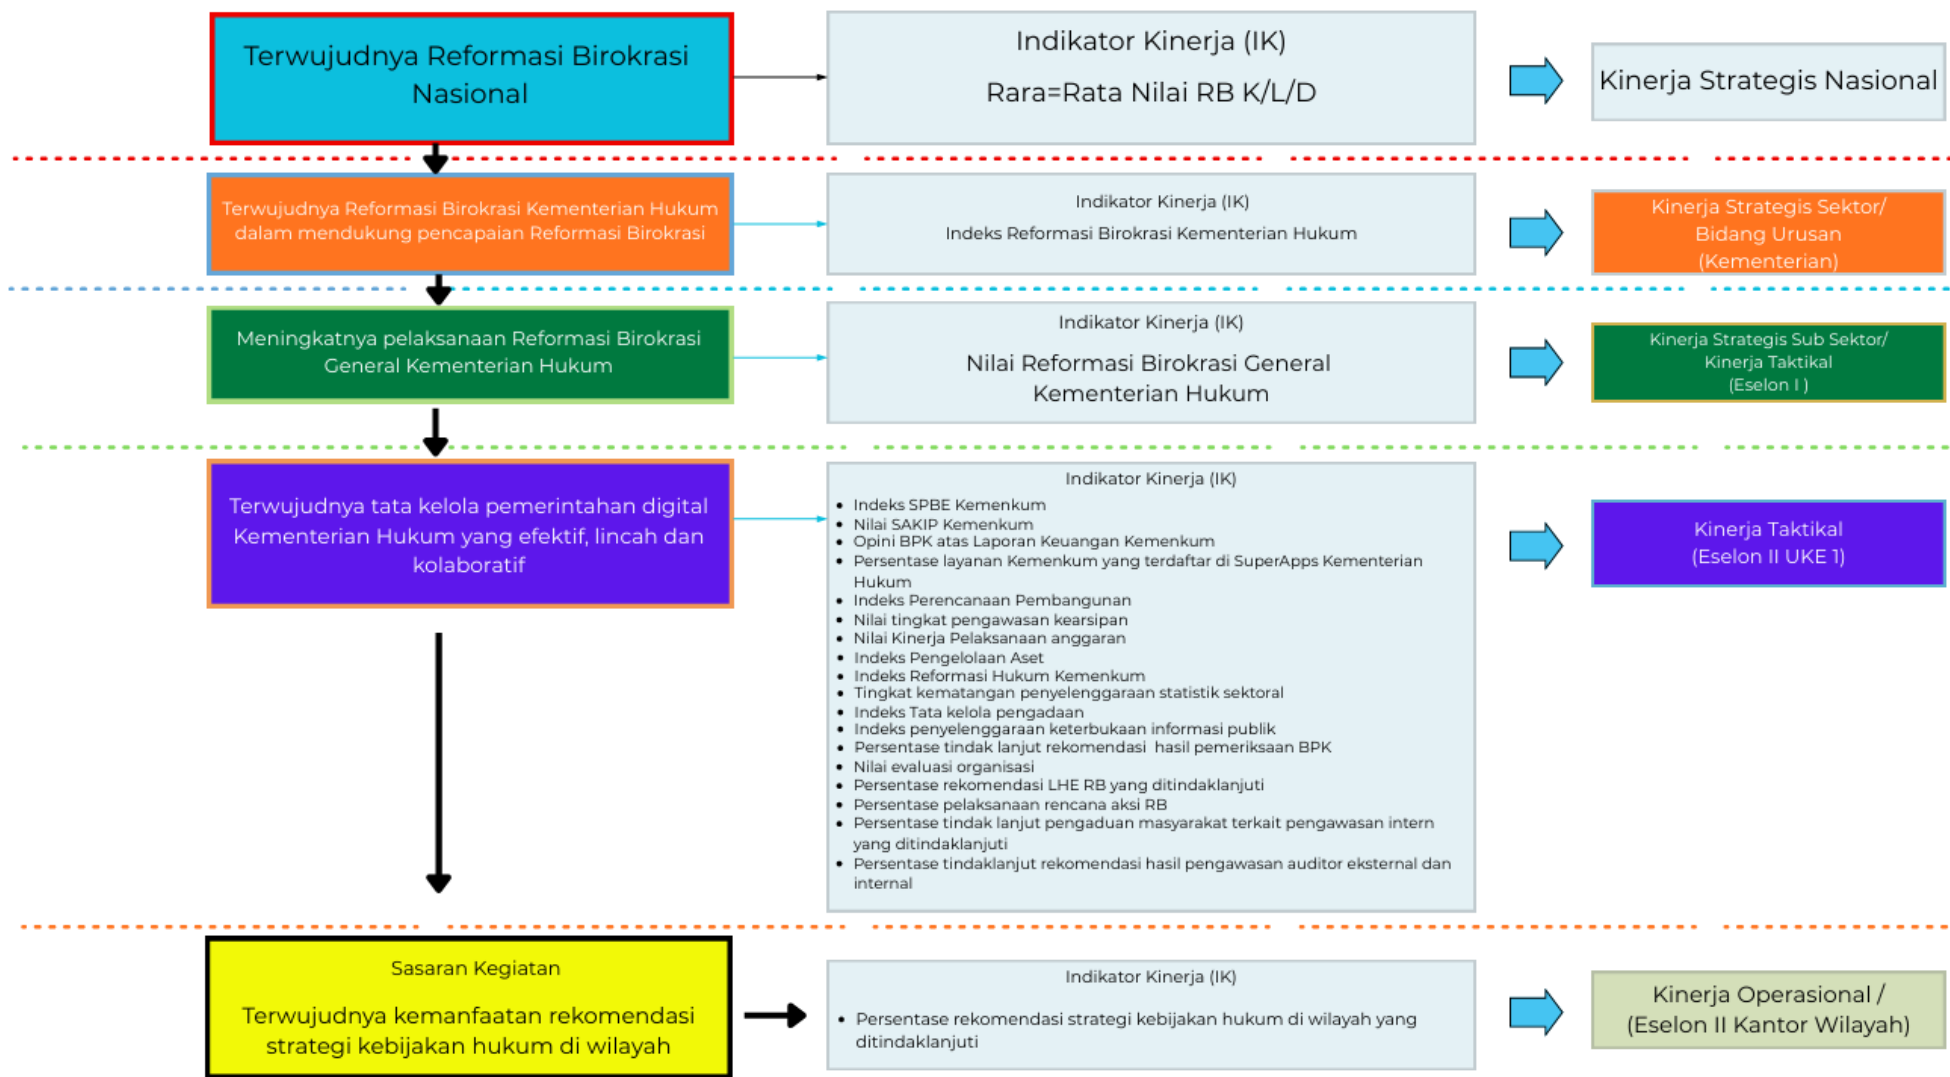 Terwujudnya Reformasi Birokrasi
Nasional
Indikator Kinerja (IK)
Rara=Rata Nilai RB K/L/D
Kinerja Strategis Nasional
Terwujudnya Reformasi Birokrasi Kementerian Hukum
dalam mendukung pencapaian Reformasi Birokrasi
Indikator Kinerja (IK)
Indeks Reformasi Birokrasi Kementerian Hukum
Kinerja Strategis Sektor/
Bidang Urusan
(Kementerian)
Meningkatnya pelaksanaan Reformasi Birokrasi
General Kementerian Hukum
Indikator Kinerja (IK)
Nilai Reformasi Birokrasi General
Kementerian Hukum
Kinerja Strategis Sub Sektor/
Kinerja Taktikal
(Eselon I )
Terwujudnya tata kelola pemerintahan digital
Kementerian Hukum yang efektif, lincah dan
kolaboratif
Indikator Kinerja (IK)
• Indeks SPBE Kemenkum
• Nilai SAKIP Kemenkum
• Opini BPK atas Laporan Keuangan Kemenkum
• Persentase layanan Kemenkum yang terdaftar di SuperApps Kementerian
Hukum
• Indeks Perencanaan Pembangunan
• Nilai tingkat pengawasan kearsipan
• Nilai Kinerja Pelaksanaan anggaran
• Indeks Pengelolaan Aset
• Indeks Reformasi Hukum Kemenkum
• Tingkat kematangan penyelenggaraan statistik sektoral
• Indeks Tata kelola pengadaan
• Indeks penyelenggaraan keterbukaan informasi publik
• Persentase tindak lanjut rekomendasi  hasil pemeriksaan BPK
• Nilai evaluasi organisasi
• Persentase rekomendasi LHE RB yang ditindaklanjuti
• Persentase pelaksanaan rencana aksi RB
• Persentase tindak lanjut pengaduan masyarakat terkait pengawasan intern
yang ditindaklanjuti
• Persentase tindaklanjut rekomendasi hasil pengawasan auditor eksternal dan
internal
Kinerja Taktikal
(Eselon II UKE 1)
Sasaran Kegiatan
Terwujudnya kemanfaatan rekomendasi
strategi kebijakan hukum di wilayah
Indikator Kinerja (IK)
• Persentase rekomendasi strategi kebijakan hukum di wilayah yang
ditindaklanjuti
Kinerja Operasional /
(Eselon II Kantor Wilayah)